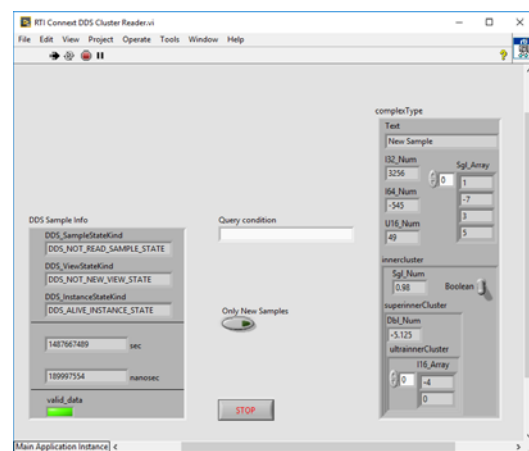 RTI Connext DDS Cluster Reader.vi
File Edit View Project Operate Tools Window Help
complexType
Text
New Sample
I32_Num
3256
0
Sgl_Array
1
-7
3
5
I64_Num
-545
U16_Num
49
DDS Sample Info
DDS_SampleStateKind
DDS_NOT_READ_SAMPLE_STATE
DDS_ViewStateKind
DDS_NOT_NEW_VIEW_STATE
DDS_InstanceStateKind
DDS_ALIVE_INSTANCE_STATE
1487667489 sec
189997554 nanosec
valid_data
Query condition
Only New Samples
STOP
innercluster
Sgl_Num
0.98
Boolean
superinnerCluster
Dbl_Num
-5.125
ultrainnerCluster
I16_Array
0
-4
0
Main Application Instance